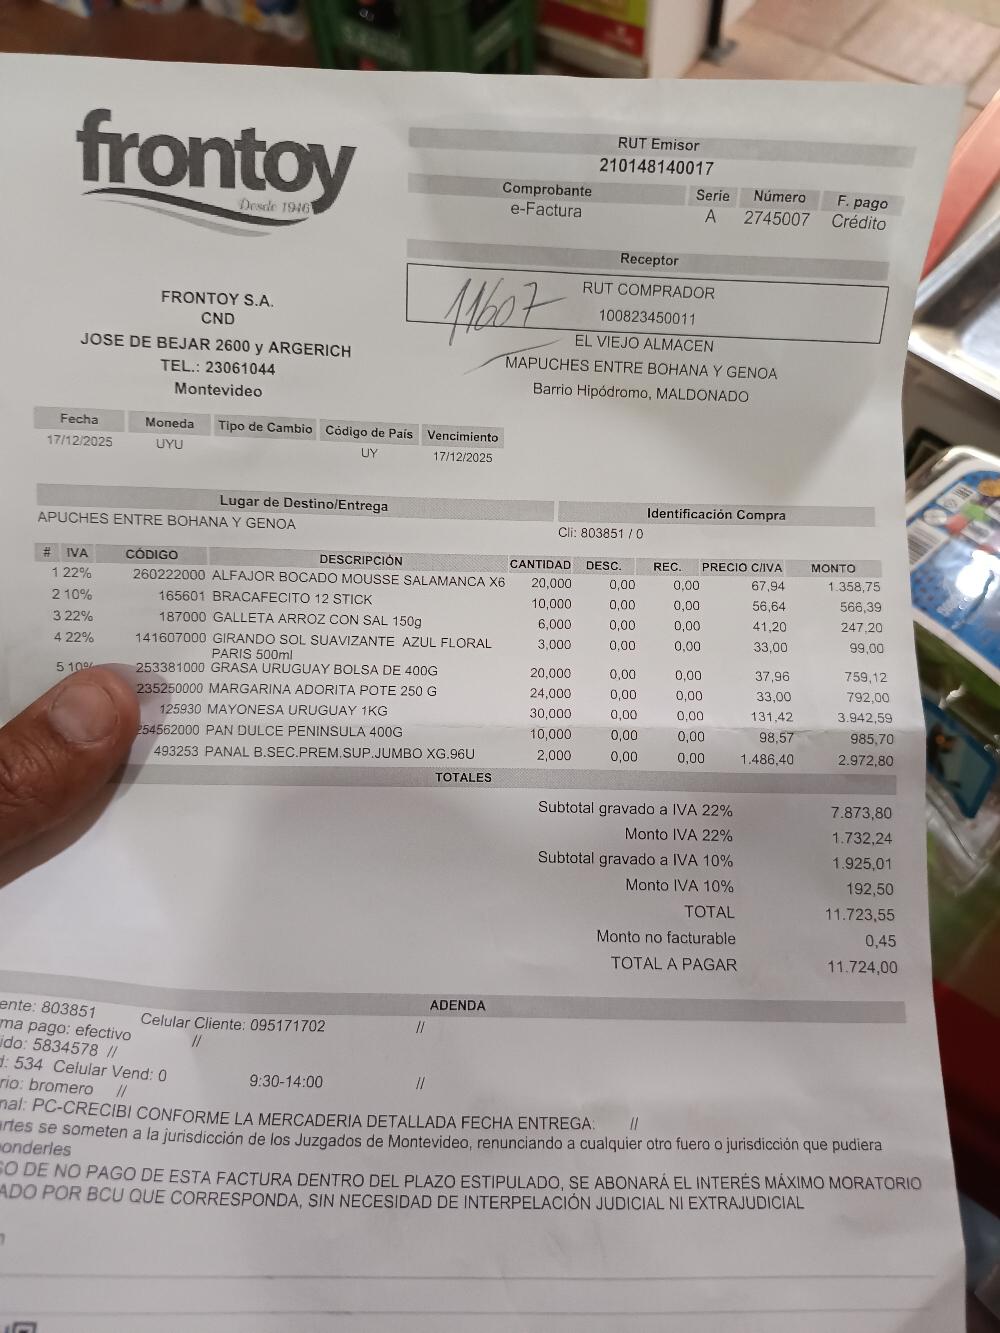 frontoy
Desde 1946
RUT Emisor
210148140017
Comprobante Serie Número F. pago
e-Factura A 2745007 Crédito
Receptor
RUT COMPRADOR
100823450011
11607
EL VIEJO ALMACEN
MAPUCHES ENTRE BOHANA Y GENOA
Barrio Hipódromo, MALDONADO
FRONTOY S.A.
CND
JOSE DE BEJAR 2600 y ARGERICH
TEL.: 23061044
Montevideo
Fecha Moneda Tipo de Cambio Código de País Vencimiento
17/12/2025 UYU UY 17/12/2025
Lugar de Destino/Entrega Identificación Compra
APUCHES ENTRE BOHANA Y GENOA Cli: 803851 / 0
# IVA CÓDIGO DESCRIPCIÓN CANTIDAD DESC. REC. PRECIO C/IVA MONTO
1 22% 260222000 ALFAJOR BOCADO MOUSSE SALAMANCA X6 20,000 0,00 0,00 67,94 1.358,75
2 10% 165601 BRACAFECITO 12 STICK 10,000 0,00 0,00 56,64 566,39
3 22% 187000 GALLETA ARROZ CON SAL 150g 6,000 0,00 0,00 41,20 247,20
4 22% 141607000 GIRANDO SOL SUAVIZANTE AZUL FLORAL 3,000 0,00 0,00 33,00 99,00
PARIS 500ml
5 10% 253381000 GRASA URUGUAY BOLSA DE 400G 20,000 0,00 0,00 37,96 759,12
235250000 MARGARINA ADORITA POTE 250 G 24,000 0,00 0,00 33,00 792,00
125930 MAYONESA URUGUAY 1KG 30,000 0,00 0,00 131,42 3.942,59
254562000 PAN DULCE PENINSULA 400G 10,000 0,00 0,00 98,57 985,70
493253 PANAL B.SEC.PREM.SUP.JUMBO XG.96U 2,000 0,00 0,00 1.486,40 2.972,80
TOTALES
Subtotal gravado a IVA 22% 7.873,80
Monto IVA 22% 1.732,24
Subtotal gravado a IVA 10% 1.925,01
Monto IVA 10% 192,50
TOTAL 11.723,55
Monto no facturable 0,45
TOTAL A PAGAR 11.724,00
ADENDA
ente: 803851 Celular Cliente: 095171702 //
ma pago: efectivo //
ido: 5834578 //
d: 534 Celular Vend: 0 9:30-14:00 //
rio: bromero //
nal: PC-CRECIBI CONFORME LA MERCADERIA DETALLADA FECHA ENTREGA: //
artes se someten a la jurisdicción de los Juzgados de Montevideo, renunciando a cualquier otro fuero o jurisdicción que pudiera
ponderles
SO DE NO PAGO DE ESTA FACTURA DENTRO DEL PLAZO ESTIPULADO, SE ABONARÁ EL INTERÉS MÁXIMO MORATORIO
ADO POR BCU QUE CORRESPONDA, SIN NECESIDAD DE INTERPELACIÓN JUDICIAL NI EXTRAJUDICIAL